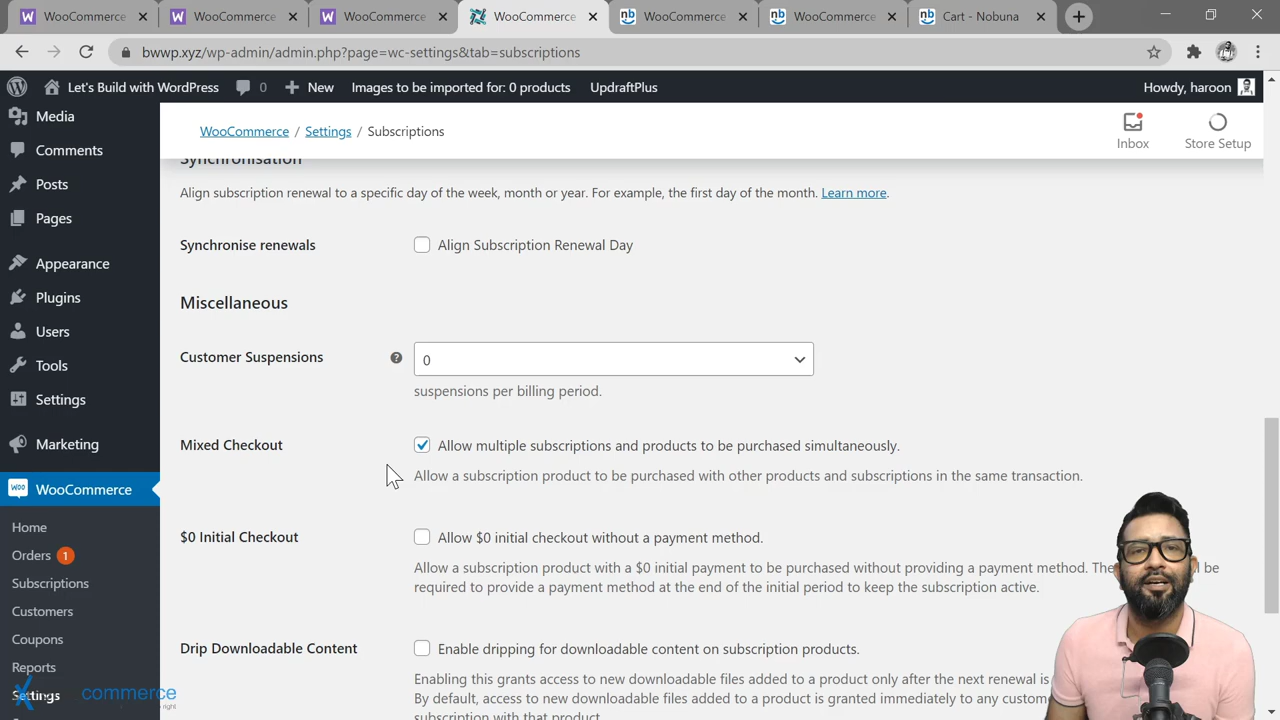 WooCommerce
WooCommerce
WooCommerce
WooCommerce
WooCommerce
WooCommerce
Cart - Nobuna
bwwp.xyz/wp-admin/admin.php?page=wc-settings&tab=subscriptions
Let's Build with WordPress 0 New Images to be imported for: 0 products UpdraftPlus Howdy, haroon
Media
Comments
Posts
Pages
Appearance
Plugins
Users
Tools
Settings
Marketing
WooCommerce
Home
Orders 1
Subscriptions
Customers
Coupons
Reports
Settings
commerce
WooCommerce / Settings / Subscriptions
Inbox
Store Setup
Synchronisation
Align subscription renewal to a specific day of the week, month or year. For example, the first day of the month. Learn more.
Synchronise renewals Align Subscription Renewal Day
Miscellaneous
Customer Suspensions ? 0
suspensions per billing period.
Mixed Checkout Allow multiple subscriptions and products to be purchased simultaneously.
Allow a subscription product to be purchased with other products and subscriptions in the same transaction.
$0 Initial Checkout Allow $0 initial checkout without a payment method.
Allow a subscription product with a $0 initial payment to be purchased without providing a payment method. The be
required to provide a payment method at the end of the initial period to keep the subscription active.
Drip Downloadable Content Enable dripping for downloadable content on subscription products.
Enabling this grants access to new downloadable files added to a product only after the next renewal is
By default, access to new downloadable files added to a product is granted immediately to any custome
subscription with that product.